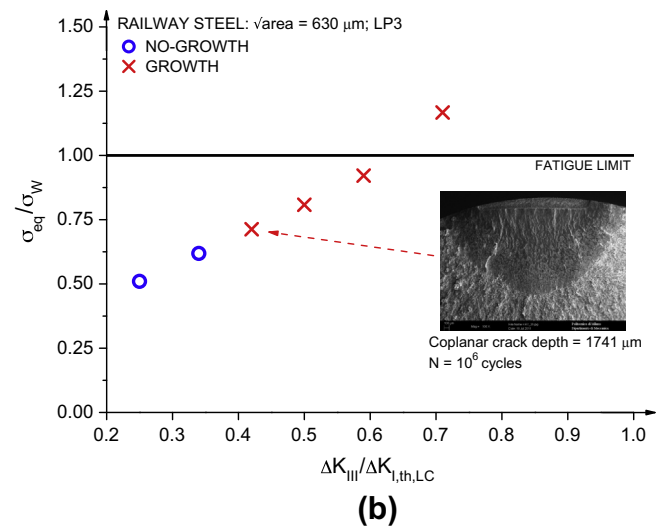 RAILWAY STEEL: √area = 630 μm; LP3
NO-GROWTH
GROWTH
1.50
1.25
1.00
0.75
0.50
0.25
0.00
σeq/σW
FATIGUE LIMIT
Coplanar crack depth = 1741 μm
N = 10⁶ cycles
0.2 0.3 0.4 0.5 0.6 0.7 0.8 0.9 1.0
ΔKIII/ΔKI,th,LC
(b)